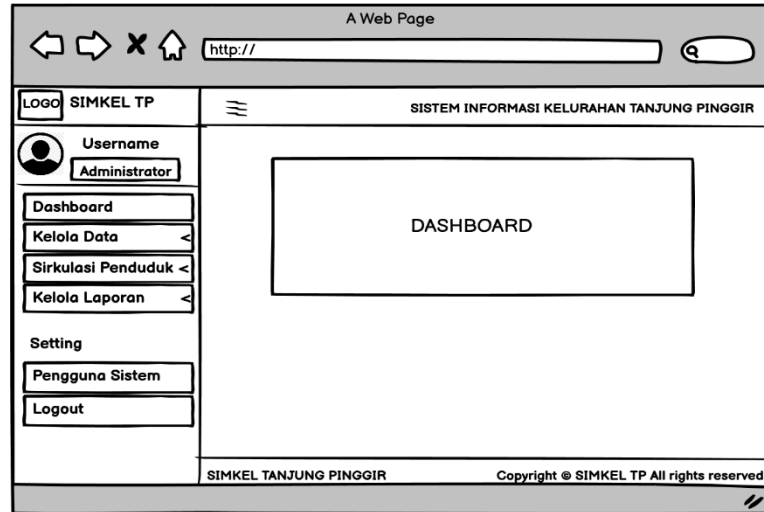 A Web Page
http://
LOGO SIMKEL TP
SISTEM INFORMASI KELURAHAN TANJUNG PINGGIR
Username
Administrator
Dashboard
Kelola Data <
Sirkulasi Penduduk <
Kelola Laporan <
Setting
Pengguna Sistem
Logout
DASHBOARD
SIMKEL TANJUNG PINGGIR
Copyright © SIMKEL TP All rights reserved